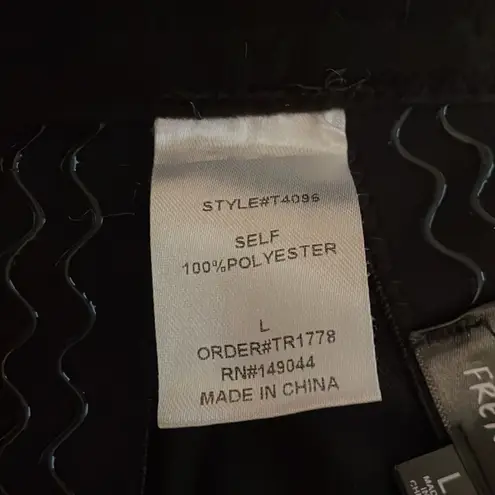 STYLE#T4096
SELF
100%POLYESTER
L
ORDER#TR1778
RN#149044
MADE IN CHINA
L